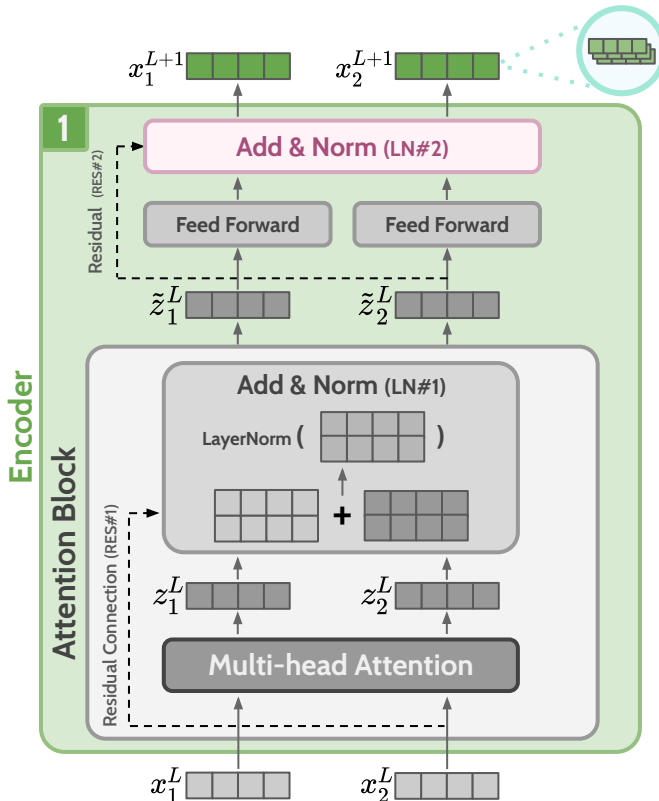 x_1^{L+1}
x_2^{L+1}
1
Add & Norm (LN#2)
Residual (RES#2)
Feed Forward
Feed Forward
z̃_1^L
z̃_2^L
Encoder
Attention Block
Add & Norm (LN#1)
LayerNorm ( )
+
Residual Connection (RES#1)
z_1^L
z_2^L
Multi-head Attention
x_1^L
x_2^L